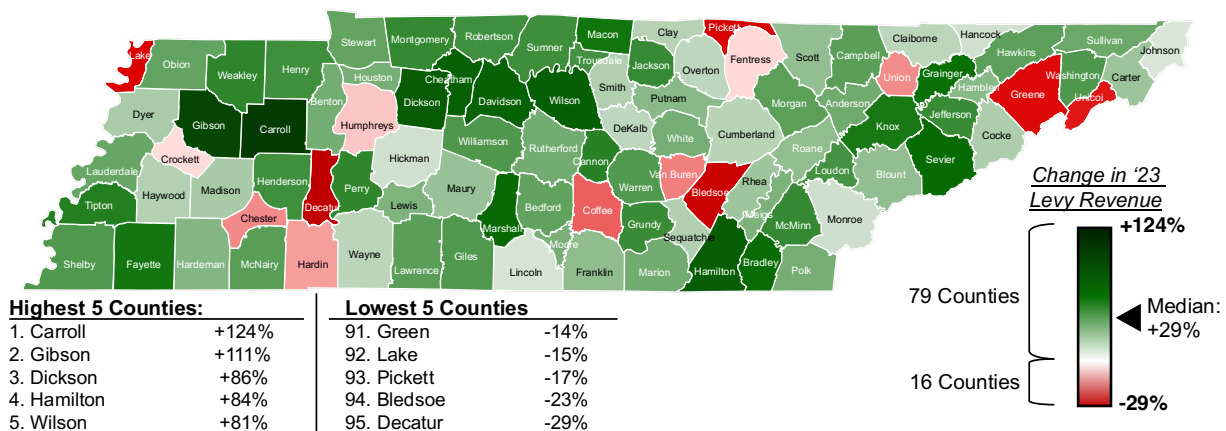 Lake
Obion
Weakley
Henry
Stewart
Montgomery
Robertson
Sumner
Macon
Trousdale
Clay
Pickett
Fentress
Scott
Campbell
Claiborne
Hancock
Hawkins
Sullivan
Johnson
Houston
Benton
Humphreys
Dickson
Cheatham
Davidson
Wilson
Smith
Jackson
Overton
Putnam
Morgan
Anderson
Union
Grainger
Hamblen
Greene
Washington
Unicoi
Carter
Dyer
Gibson
Carroll
Crockett
Lauderdale
Haywood
Madison
Henderson
Decatur
Perry
Hickman
Williamson
Rutherford
Cannon
DeKalb
White
Cumberland
Roane
Knox
Jefferson
Cocke
Sevier
Tipton
Chester
Lewis
Maury
Marshall
Bedford
Coffee
Warren
Van Buren
Bledsoe
Rhea
Meigs
Loudon
Blount
Shelby
Fayette
Hardeman
McNairy
Hardin
Wayne
Lawrence
Giles
Lincoln
Moore
Franklin
Grundy
Sequatchie
Marion
Hamilton
Bradley
McMinn
Monroe
Polk
Change in ‘23
Levy Revenue
+124%
79 Counties
Median:
+29%
16 Counties
-29%
Highest 5 Counties:
1. Carroll +124%
2. Gibson +111%
3. Dickson +86%
4. Hamilton +84%
5. Wilson +81%
Lowest 5 Counties
91. Green -14%
92. Lake -15%
93. Pickett -17%
94. Bledsoe -23%
95. Decatur -29%